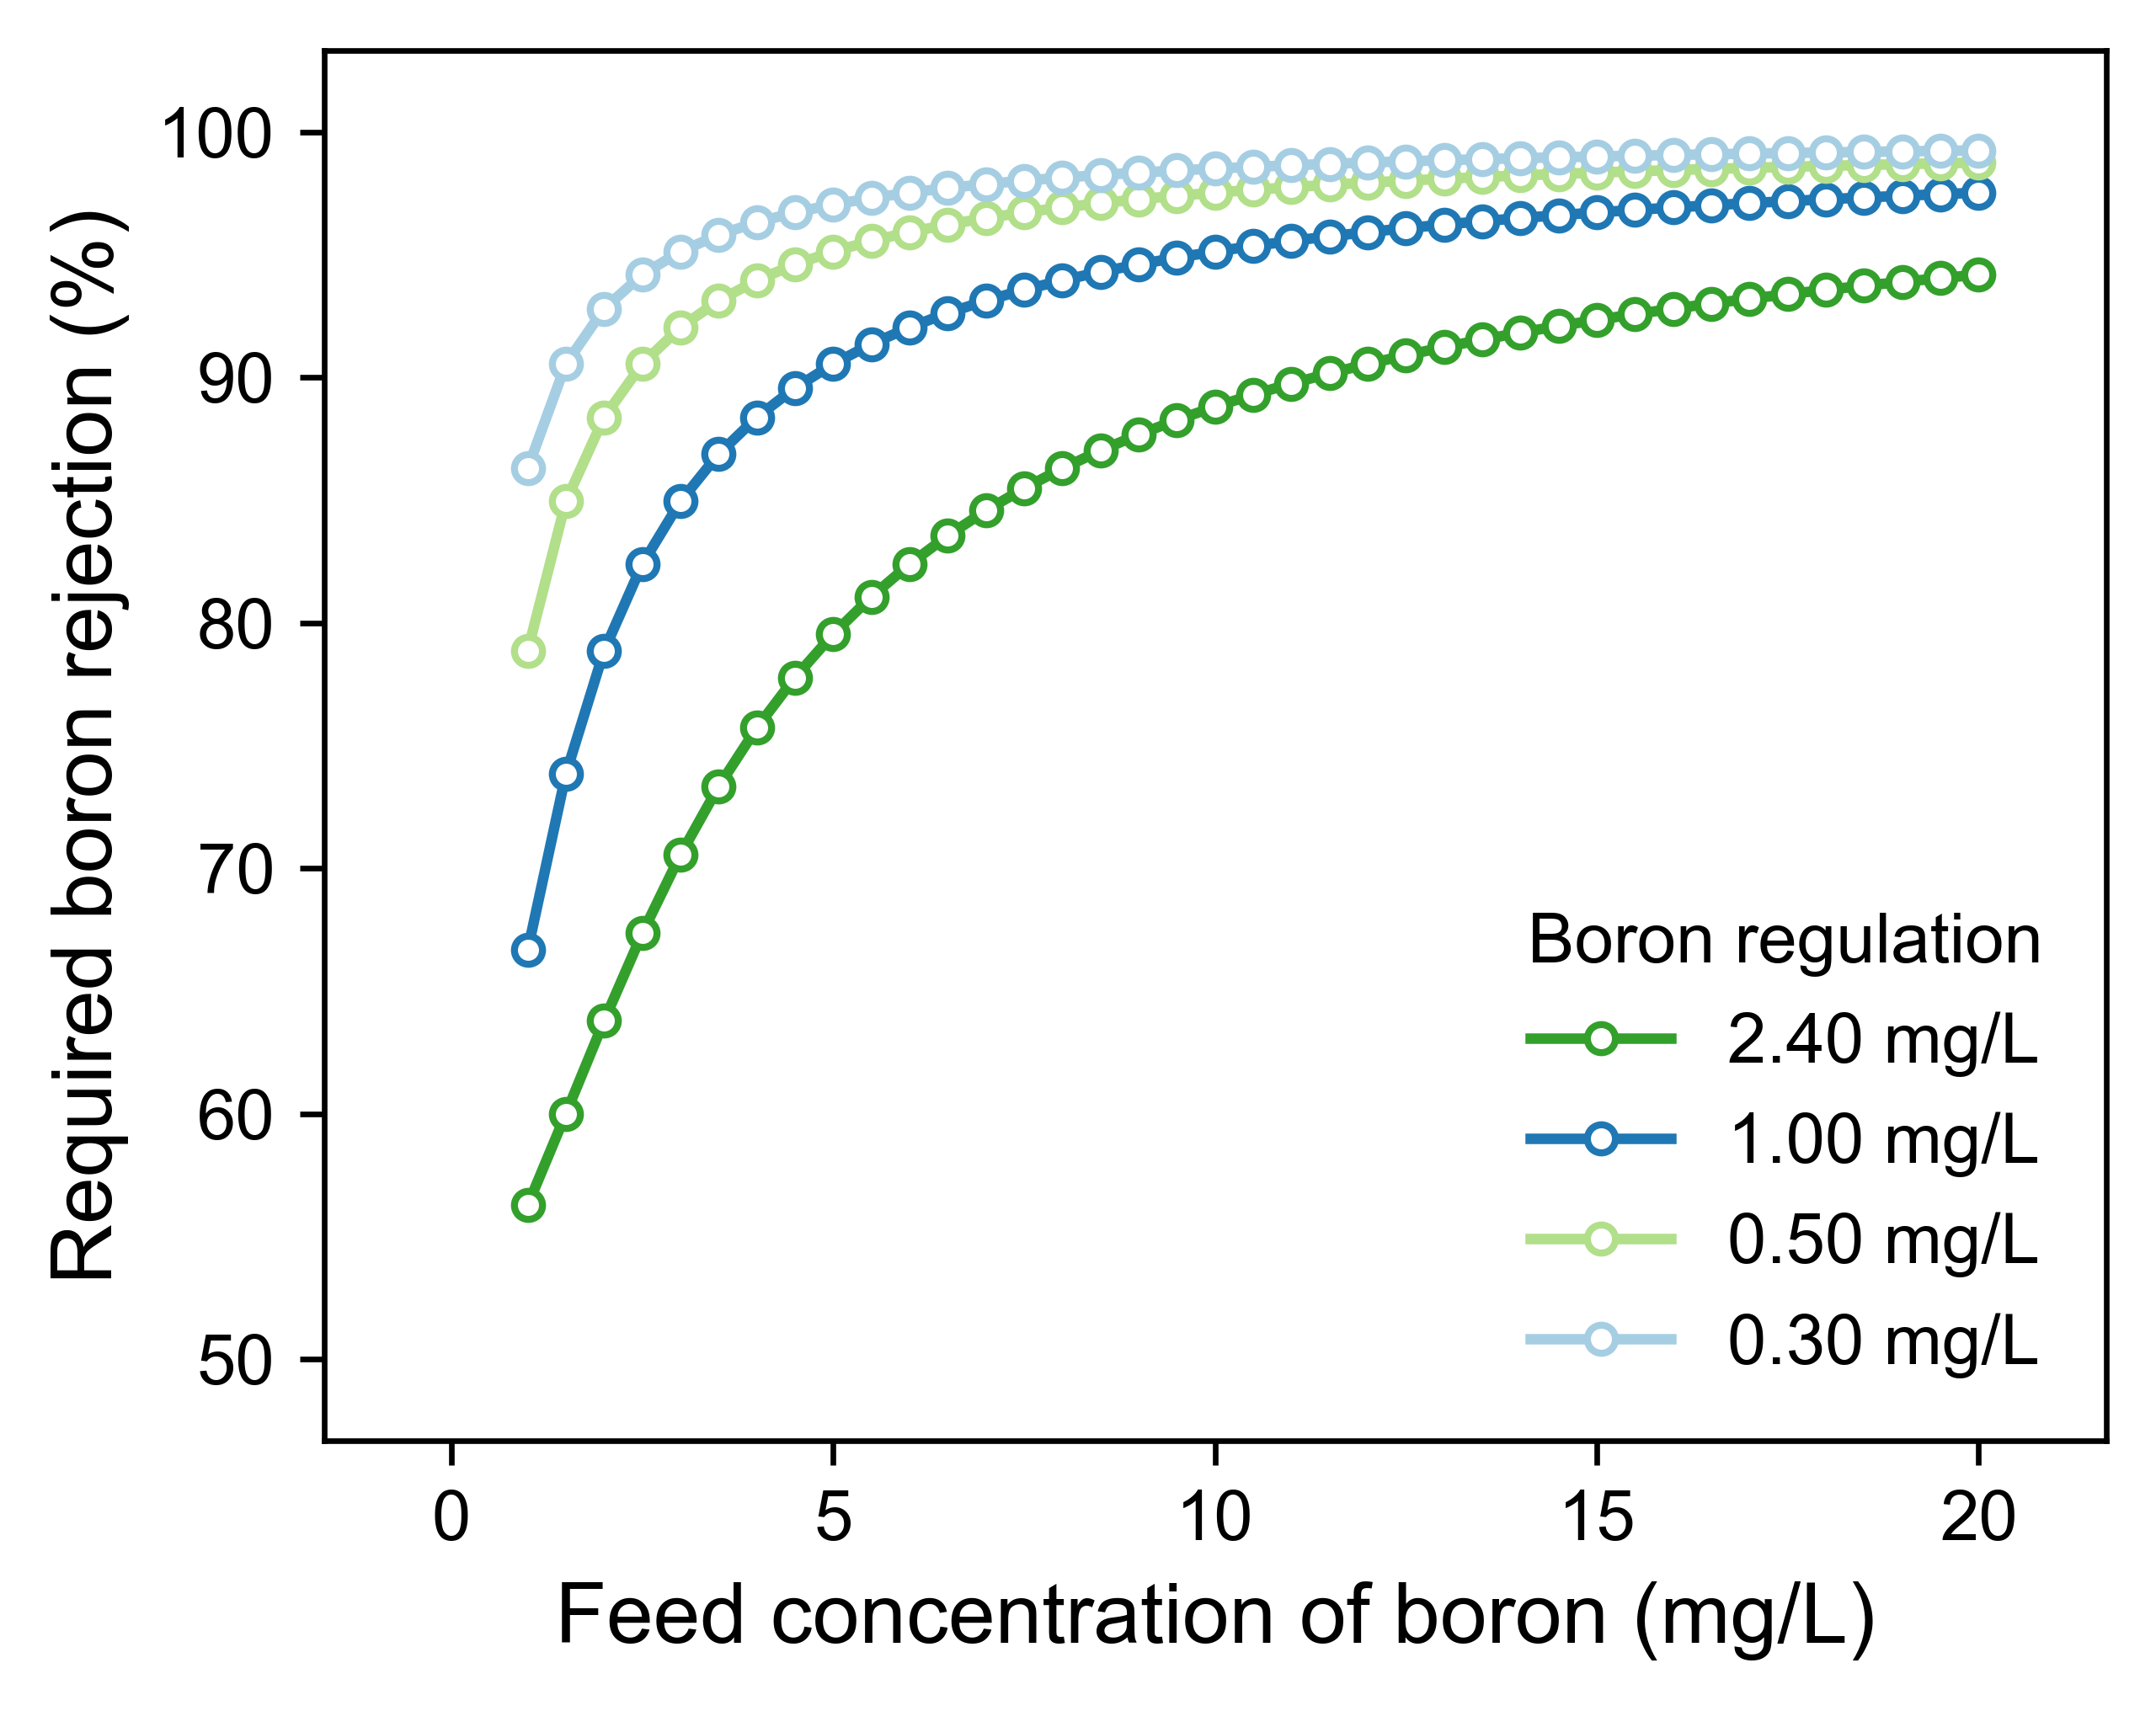 Required boron rejection (%)
100
90
80
70
60
50
Boron regulation
2.40 mg/L
1.00 mg/L
0.50 mg/L
0.30 mg/L
0 5 10 15 20
Feed concentration of boron (mg/L)